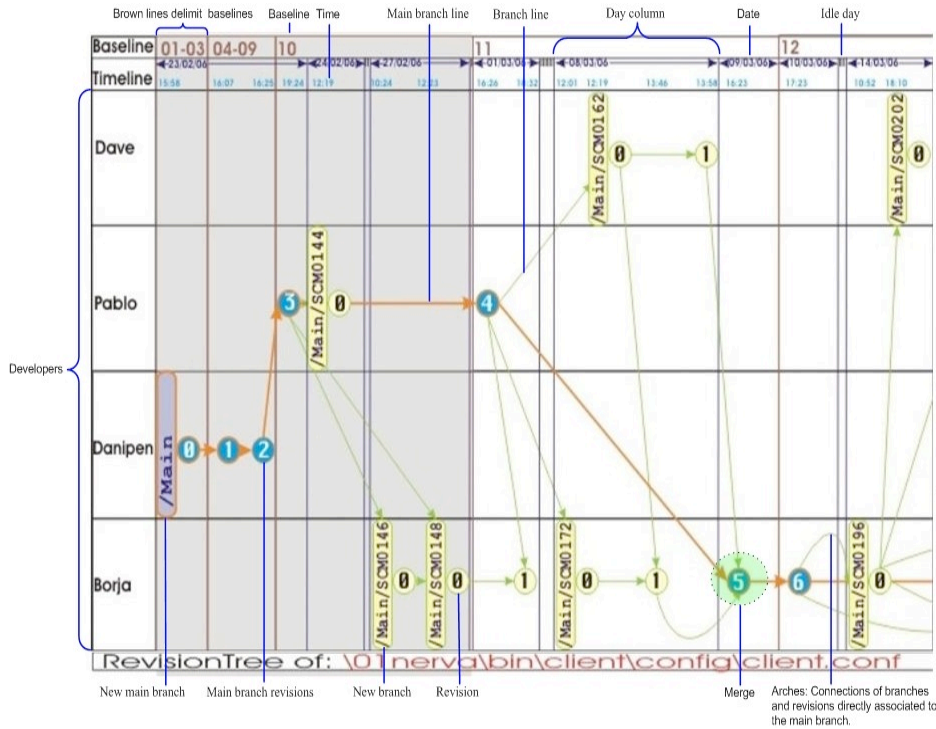 Brown lines delimit baselines
Baseline
Time
Main branch line
Branch line
Day column
Date
Idle day
Baseline 01-03 04-09 10 11 12
23/02/06 24/02/06 27/02/06 01/03/06 08/03/06 09/03/06 10/03/06 14/03/06
Timeline 15:58 16:07 16:25 19:24 12:19 10:24 12:23 16:26 18:32 12:01 12:19 13:46 13:58 16:23 17:23 10:52 18:10
Dave /Main/SCM0162 0 1 /Main/SCM0202 0
Pablo 3 /Main/SCM0144 0 4
Developers
Danipen /Main 0 1 2
Borja /Main/SCM0146 0 /Main/SCM0148 0 1 /Main/SCM0172 0 1 5 6 /Main/SCM0196 0
RevisionTree of: \01nerva\bin\client\config\client.conf
New main branch
Main branch revisions
New branch
Revision
Merge
Arches: Connections of branches
and revisions directly associated to
the main branch.